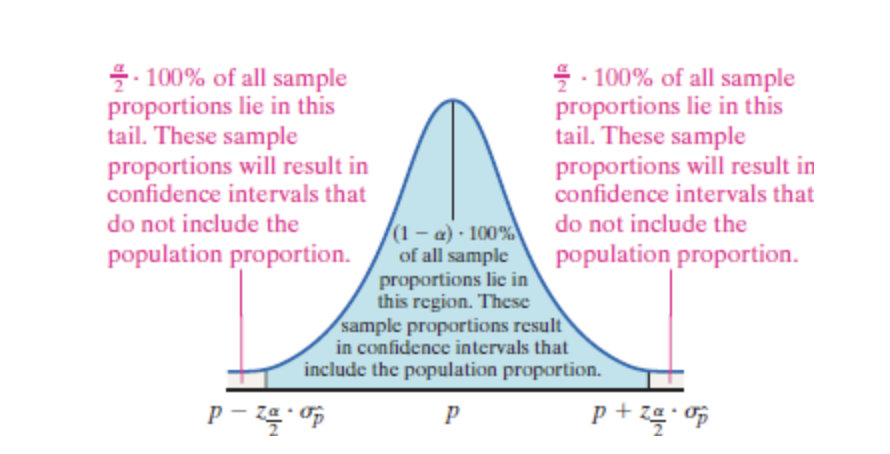 α/2 · 100% of all sample
proportions lie in this
tail. These sample
proportions will result in
confidence intervals that
do not include the
population proportion.
α/2 · 100% of all sample
proportions lie in this
tail. These sample
proportions will result in
confidence intervals that
do not include the
population proportion.
(1 − α) · 100%
of all sample
proportions lie in
this region. These
sample proportions result
in confidence intervals that
include the population proportion.
p − z_α/2 · σ_p̂
p
p + z_α/2 · σ_p̂